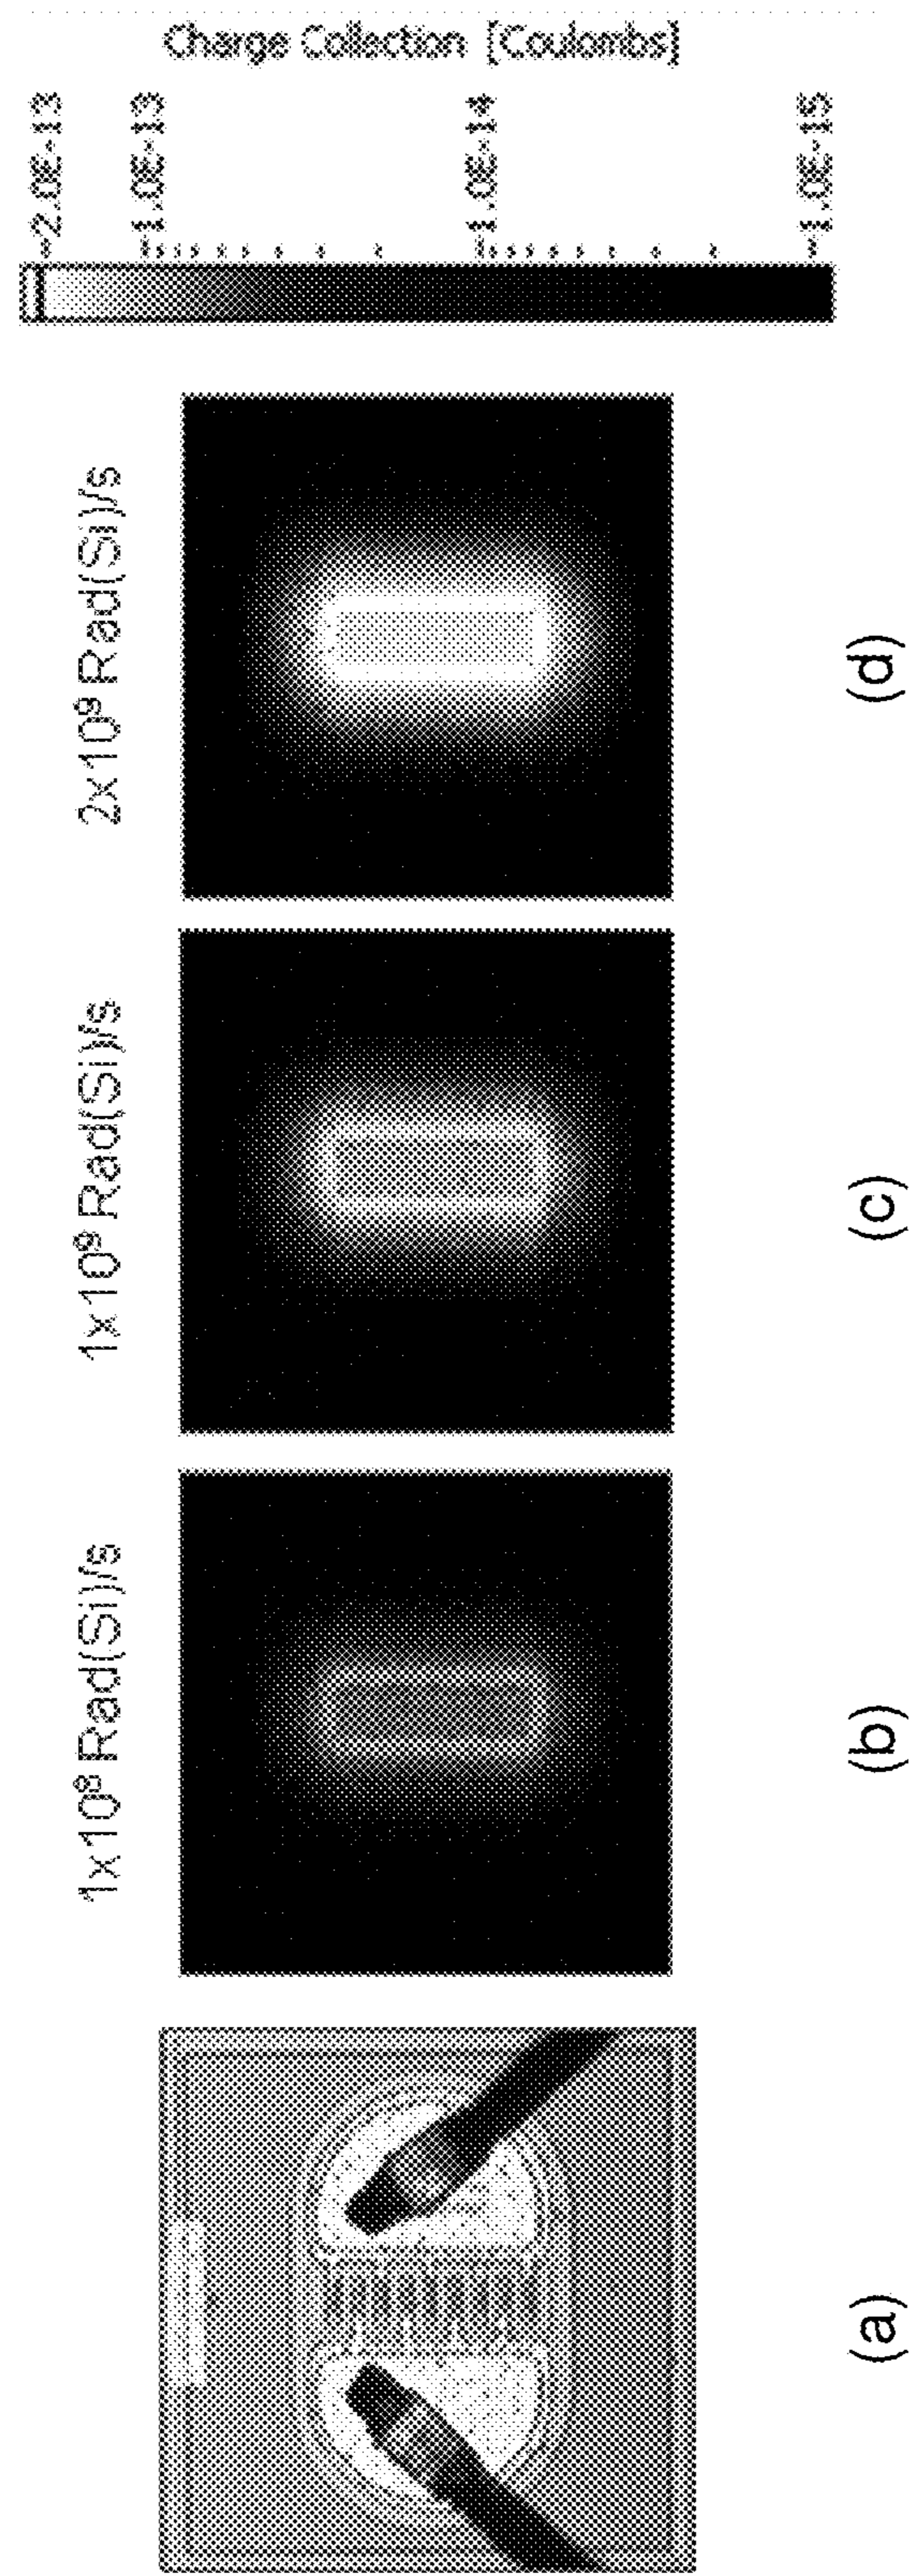 1x10⁸ Rad(Si)/s
1x10⁹ Rad(Si)/s
2x10⁹ Rad(Si)/s
2.0E-13
1.0E-13
1.0E-14
1.0E-15
Charge Collection [Coulombs]
(a)
(b)
(c)
(d)